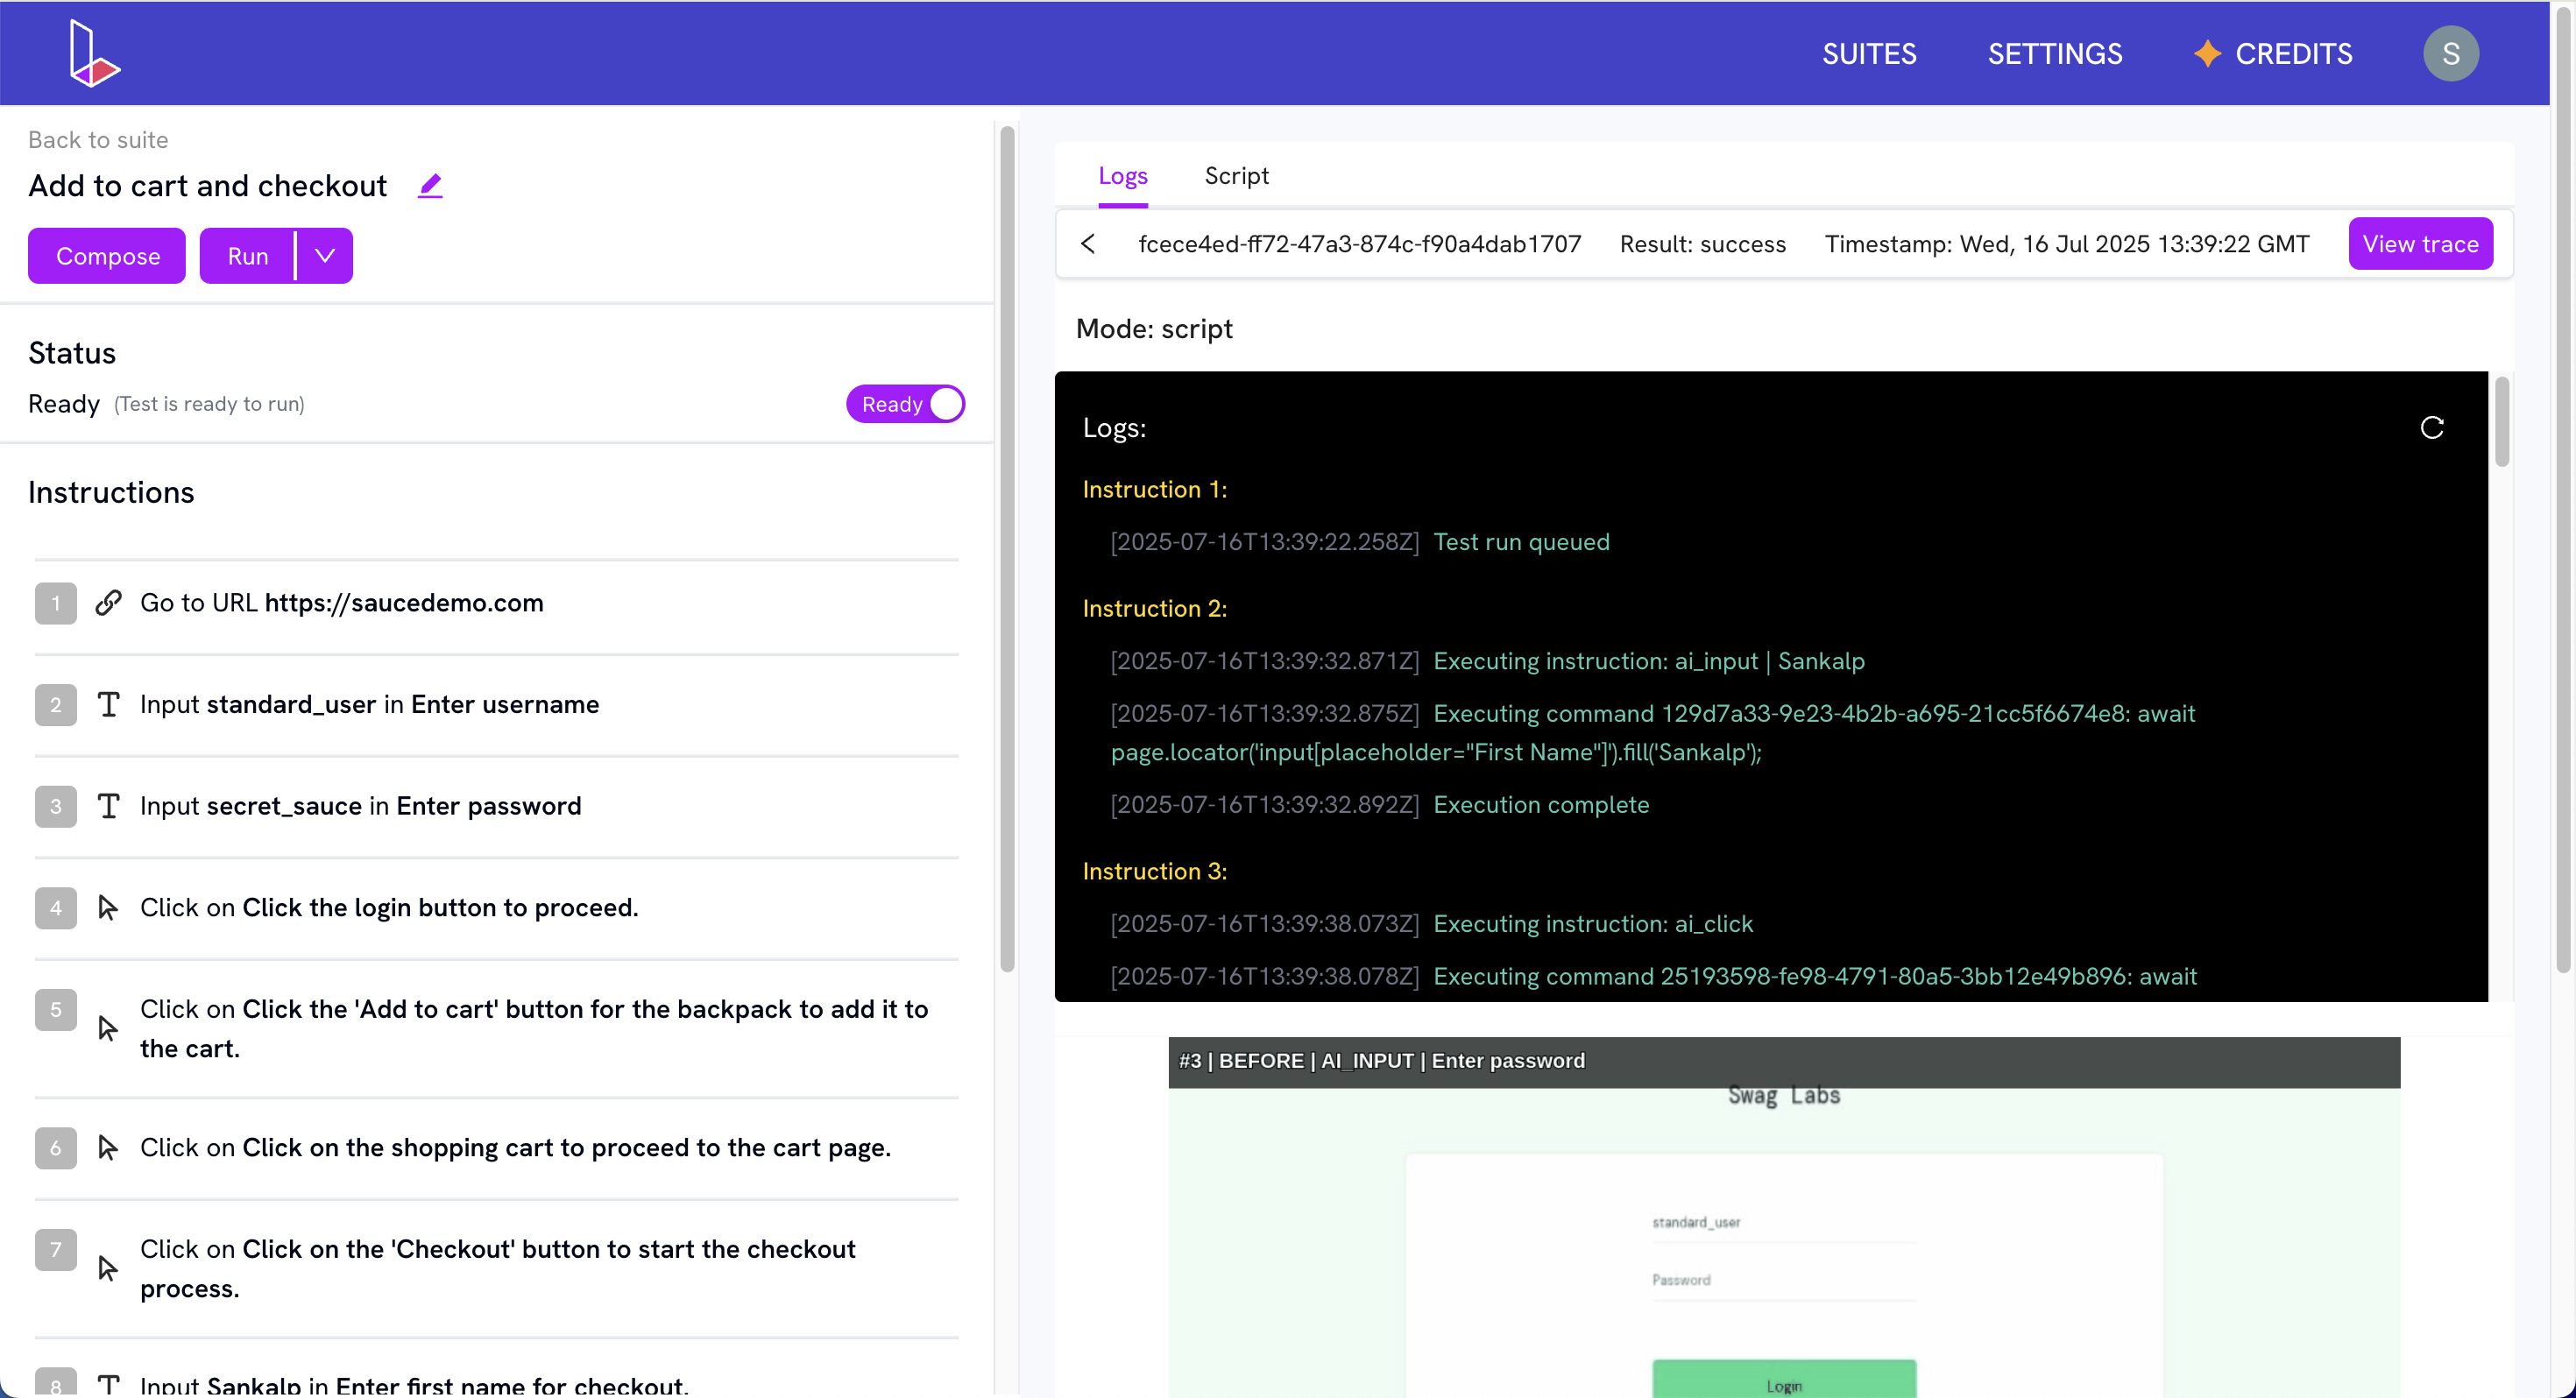 SUITES
SETTINGS
CREDITS
S
Back to suite
Add to cart and checkout
Compose
Run
Status
Ready (Test is ready to run)
Ready
Instructions
1 Go to URL https://saucedemo.com
2 Input standard_user in Enter username
3 Input secret_sauce in Enter password
4 Click on Click the login button to proceed.
5 Click on Click the 'Add to cart' button for the backpack to add it to
the cart.
6 Click on Click on the shopping cart to proceed to the cart page.
7 Click on Click on the 'Checkout' button to start the checkout
process.
8 Input Sankalp in Enter first name for checkout.
Logs
Script
fcece4ed-ff72-47a3-874c-f90a4dab1707 Result: success Timestamp: Wed, 16 Jul 2025 13:39:22 GMT View trace
Mode: script
Logs:
Instruction 1:
[2025-07-16T13:39:22.258Z] Test run queued
Instruction 2:
[2025-07-16T13:39:32.871Z] Executing instruction: ai_input | Sankalp
[2025-07-16T13:39:32.875Z] Executing command 129d7a33-9e23-4b2b-a695-21cc5f6674e8: await
page.locator('input[placeholder="First Name"]').fill('Sankalp');
[2025-07-16T13:39:32.892Z] Execution complete
Instruction 3:
[2025-07-16T13:39:38.073Z] Executing instruction: ai_click
[2025-07-16T13:39:38.078Z] Executing command 25193598-fe98-4791-80a5-3bb12e49b896: await
#3 | BEFORE | AI_INPUT | Enter password
Swag Labs
standard_user
Password
Login